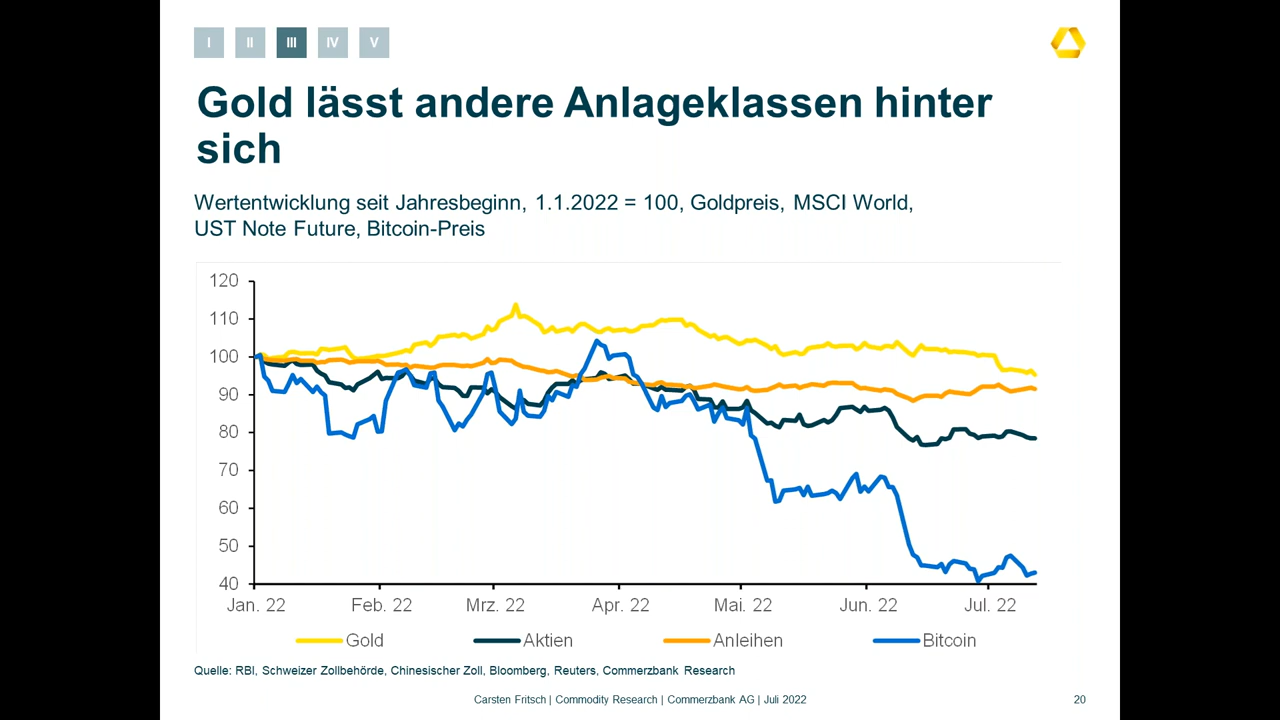 I II III IV V
Gold lässt andere Anlageklassen hinter
sich
Wertentwicklung seit Jahresbeginn, 1.1.2022 = 100, Goldpreis, MSCI World,
UST Note Future, Bitcoin-Preis
120
110
100
90
80
70
60
50
40
Jan. 22 Feb. 22 Mrz. 22 Apr. 22 Mai. 22 Jun. 22 Jul. 22
Gold Aktien Anleihen Bitcoin
Quelle: RBI, Schweizer Zollbehörde, Chinesischer Zoll, Bloomberg, Reuters, Commerzbank Research
Carsten Fritsch | Commodity Research | Commerzbank AG | Juli 2022 20